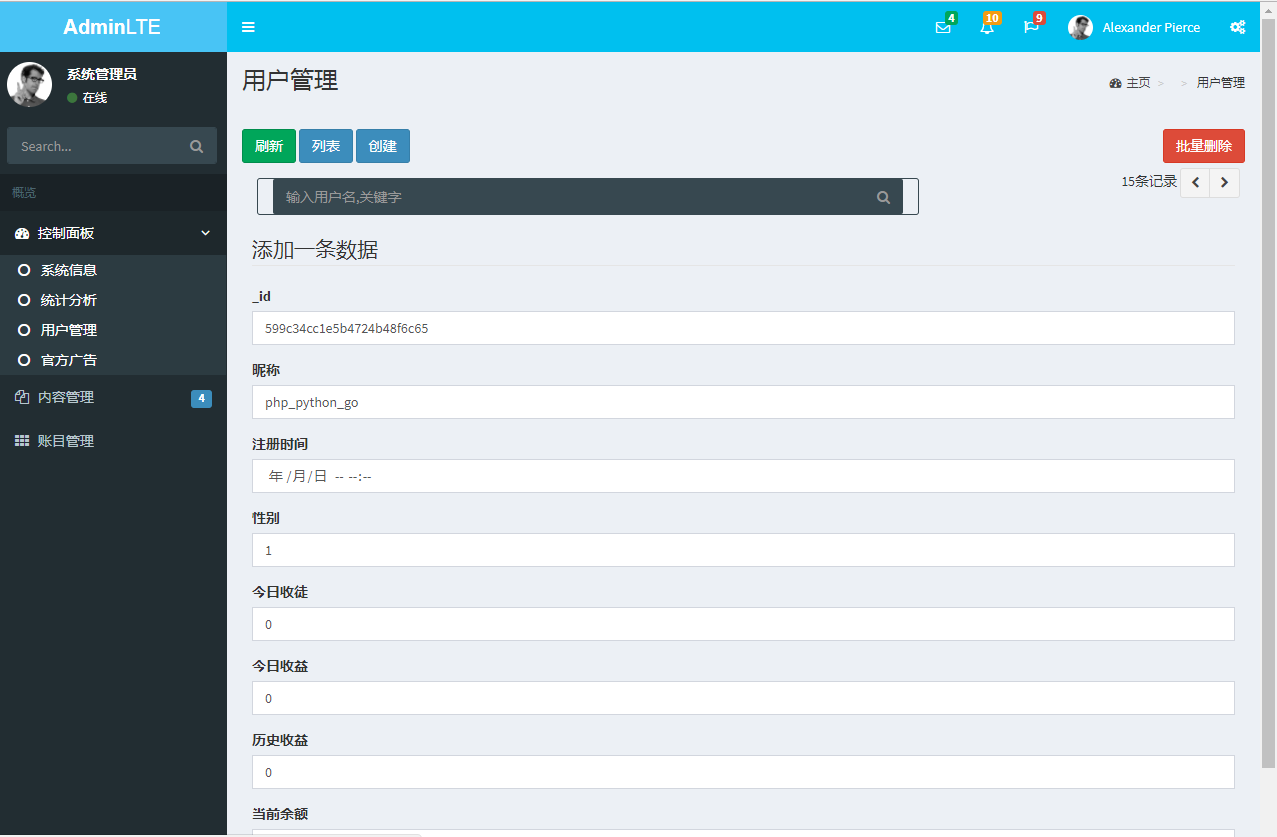 AdminLTE
4
10
9
Alexander Pierce
系统管理员
在线
Search...
概览
控制面板
系统信息
统计分析
用户管理
官方广告
内容管理 4
账目管理
用户管理
主页 > > 用户管理
刷新 列表 创建 批量删除
输入用户名,关键字
15条记录
添加一条数据
_id
599c34cc1e5b4724b48f6c65
昵称
php_python_go
注册时间
年 /月/日 -- --:--
性别
1
今日收徒
0
今日收益
0
历史收益
0
当前余额